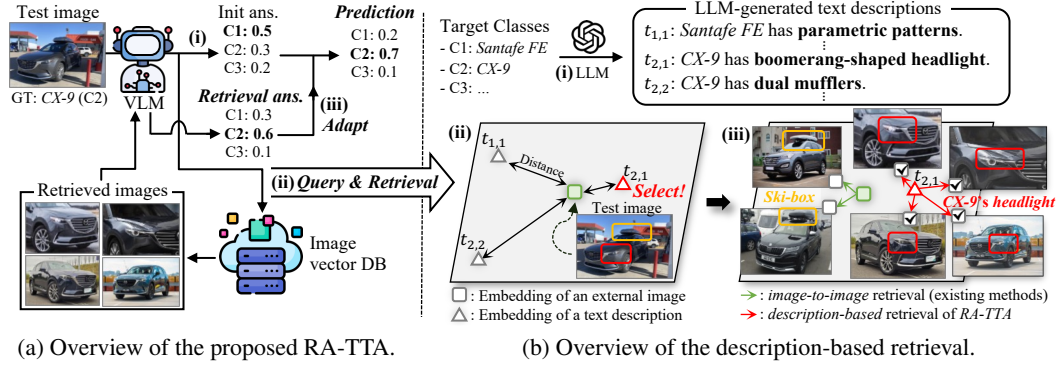 Test image
GT: CX-9 (C2)
VLM
(i)
Init ans.
C1: 0.5
C2: 0.3
C3: 0.2
Prediction
C1: 0.2
C2: 0.7
C3: 0.1
Retrieval ans.
C1: 0.3
C2: 0.6
C3: 0.1
(iii)
Adapt
(ii) Query & Retrieval
Retrieved images
Image
vector DB
(a) Overview of the proposed RA-TTA.
Target Classes
- C1: Santafe FE
- C2: CX-9
- C3: ...
(i) LLM
LLM-generated text descriptions
t1,1: Santafe FE has parametric patterns.
⋮
t2,1: CX-9 has boomerang-shaped headlight.
t2,2: CX-9 has dual mufflers.
⋮
(ii)
t1,1
Distance
t2,1
Select!
Test image
t2,2
: Embedding of an external image
: Embedding of a text description
(iii)
Ski-box
t2,1
CX-9's headlight
: image-to-image retrieval (existing methods)
: description-based retrieval of RA-TTA
(b) Overview of the description-based retrieval.